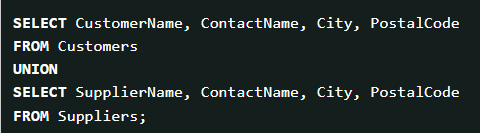 SELECT CustomerName, ContactName, City, PostalCode
FROM Customers
UNION
SELECT SupplierName, ContactName, City, PostalCode
FROM Suppliers;